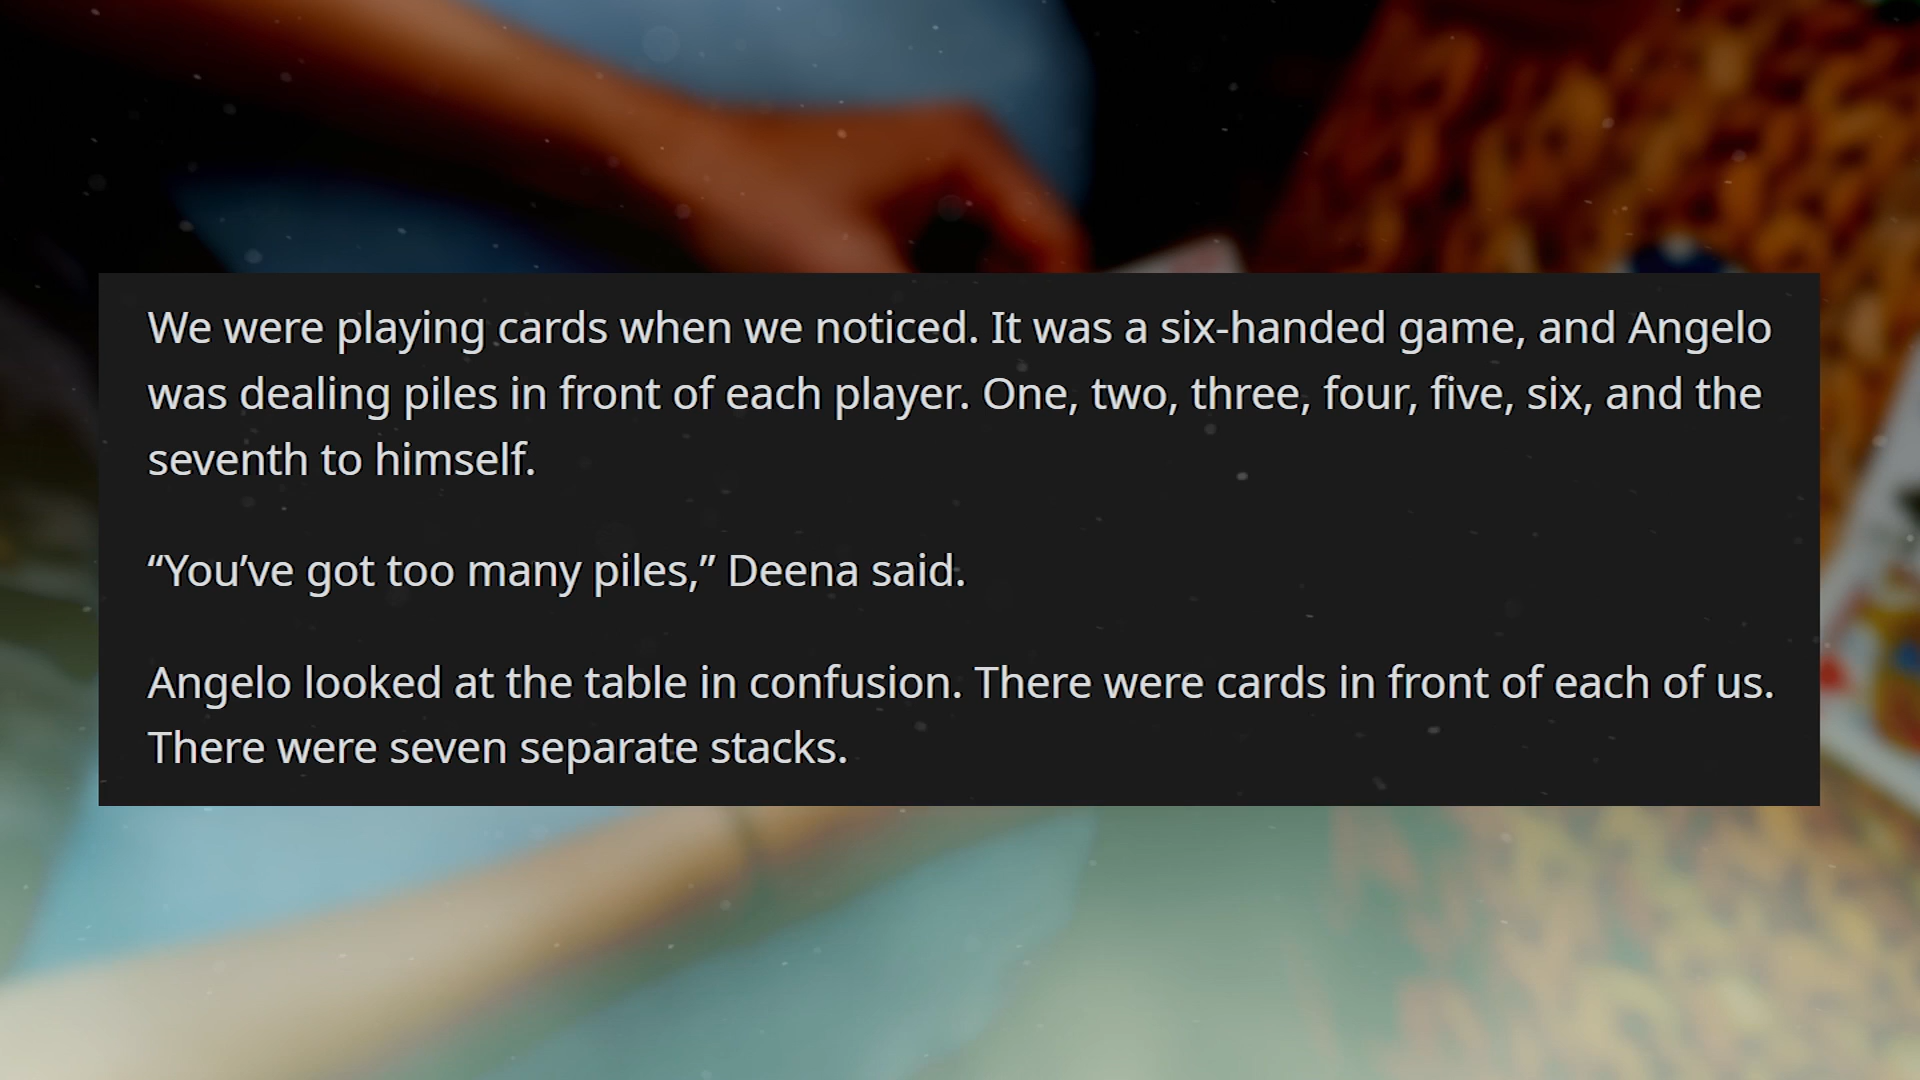 We were playing cards when we noticed. It was a six-handed game, and Angelo
was dealing piles in front of each player. One, two, three, four, five, six, and the
seventh to himself.
“You’ve got too many piles,” Deena said.
Angelo looked at the table in confusion. There were cards in front of each of us.
There were seven separate stacks.